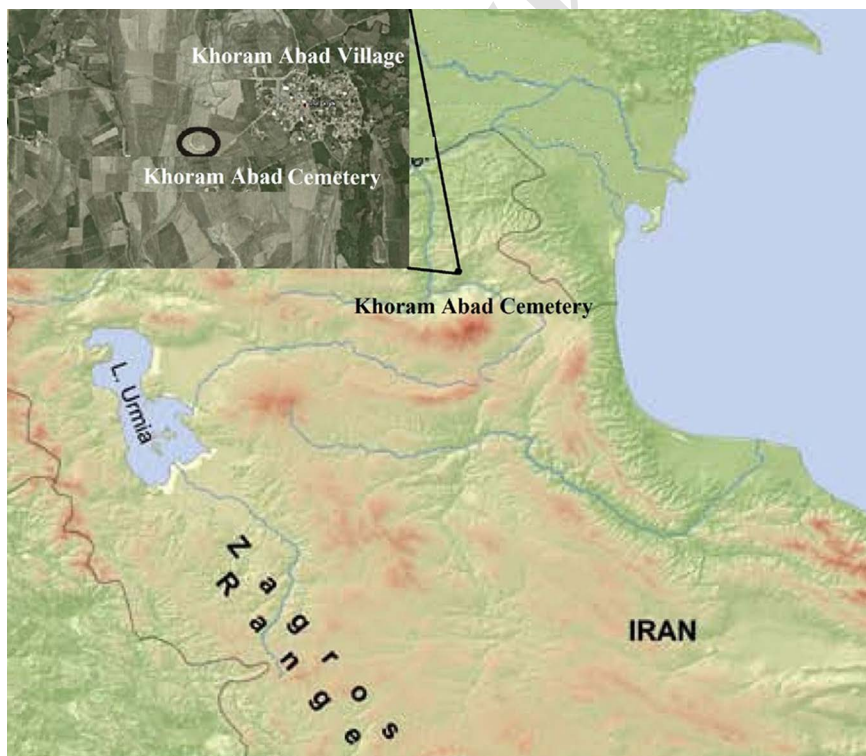 Khoram Abad Village
Khoram Abad Cemetery
Khoram Abad Cemetery
L, Urmia
Zagros
Range
IRAN